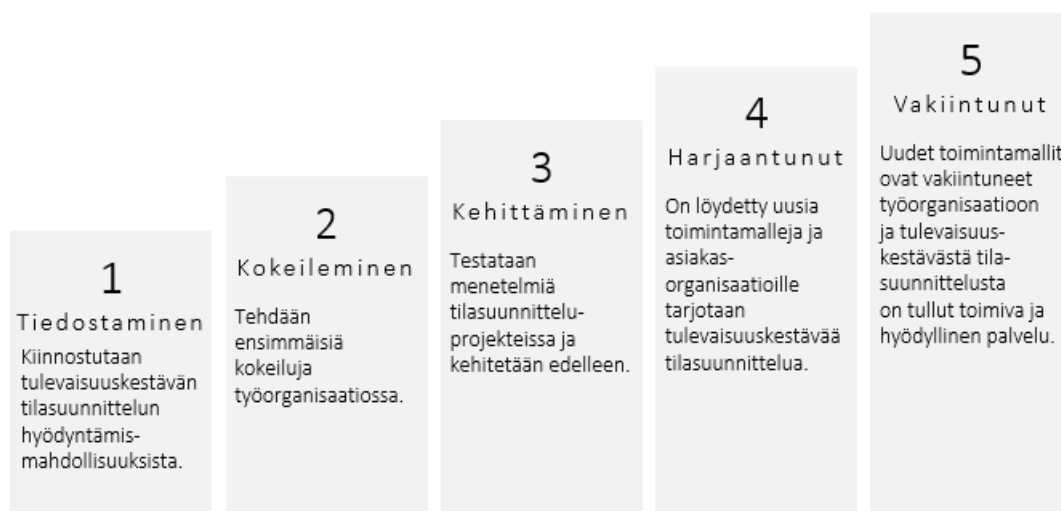 1
Tiedostaminen
Kiinnostutaan
tulevaisuuskestävän
tilasuunnittelun
hyödyntämis-
mahdollisuuksista.
2
Kokeileminen
Tehdään
ensimmäisiä
kokeiluja
työorganisaatiossa.
3
Kehittäminen
Testataan
menetelmiä
tilasuunnittelu-
projekteissa ja
kehitetään edelleen.
4
Harjaantunut
On löydetty uusia
toimintamalleja ja
asiakas-
organisaatioille
tarjotaan
tulevaisuuskestävää
tilasuunnittelua.
5
Vakiintunut
Uudet toimintamallit
ovat vakiintuneet
työorganisaatioon
ja tulevaisuus-
kestävästä tila-
suunnittelusta
on tullut toimiva ja
hyödyllinen palvelu.